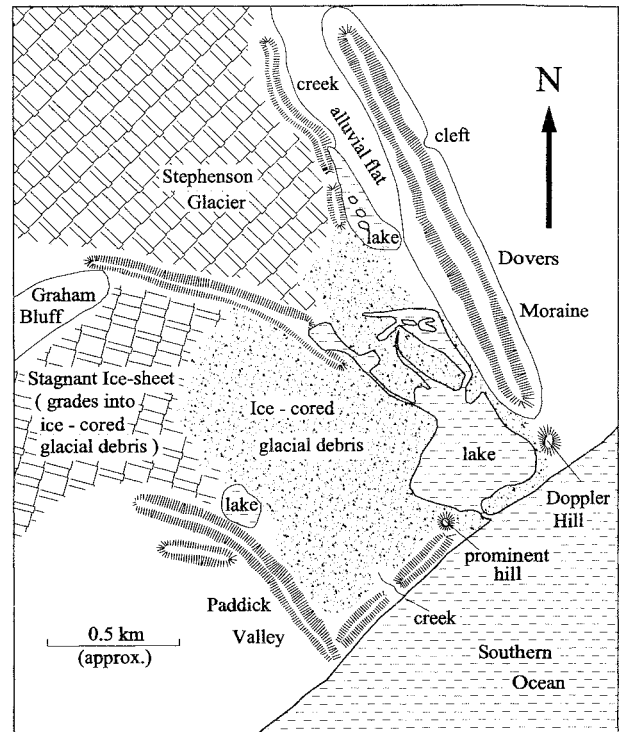 creek
N
alluvial flat
cleft
Stephenson
Glacier
lake
Dovers
Moraine
Graham
Bluff
Stagnant Ice-sheet
( grades into
ice - cored
glacial debris )
Ice - cored
glacial debris
lake
lake
Doppler
Hill
prominent
hill
Paddick
Valley
creek
0.5 km
(approx.)
Southern
Ocean